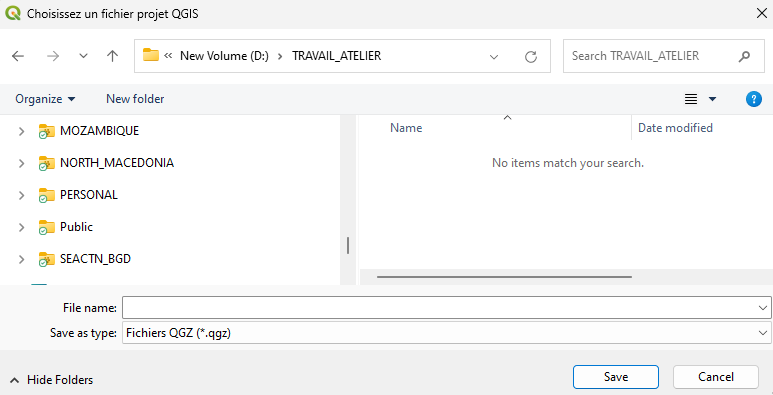 Choisissez un fichier projet QGIS
« New Volume (D:) › TRAVAIL_ATELIER
Search TRAVAIL_ATELIER
Organize
New folder
MOZAMBIQUE
NORTH_MACEDONIA
PERSONAL
Public
SEACTN_BGD
Name
Date modified
No items match your search.
File name:
Save as type: Fichiers QGZ (*.qgz)
Hide Folders
Save
Cancel